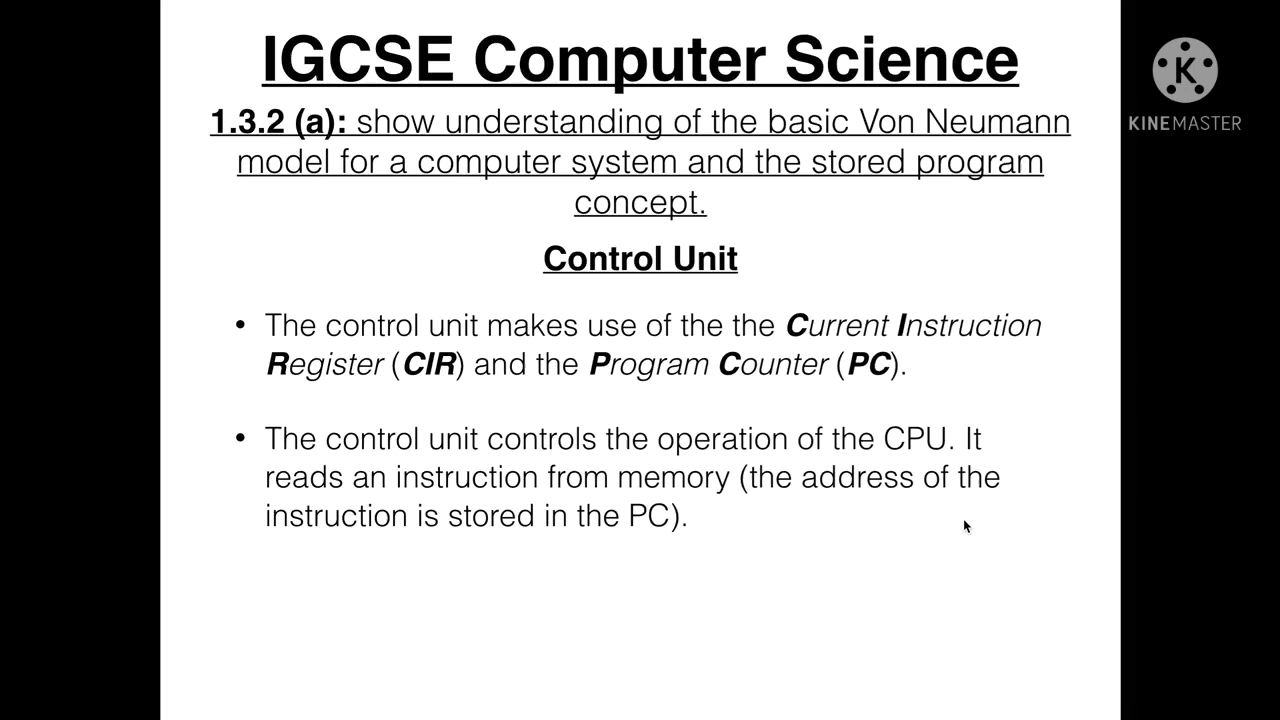 IGCSE Computer Science
1.3.2 (a): show understanding of the basic Von Neumann
model for a computer system and the stored program
concept.
Control Unit
• The control unit makes use of the the Current Instruction
Register (CIR) and the Program Counter (PC).
• The control unit controls the operation of the CPU. It
reads an instruction from memory (the address of the
instruction is stored in the PC).
K
KINEMASTER